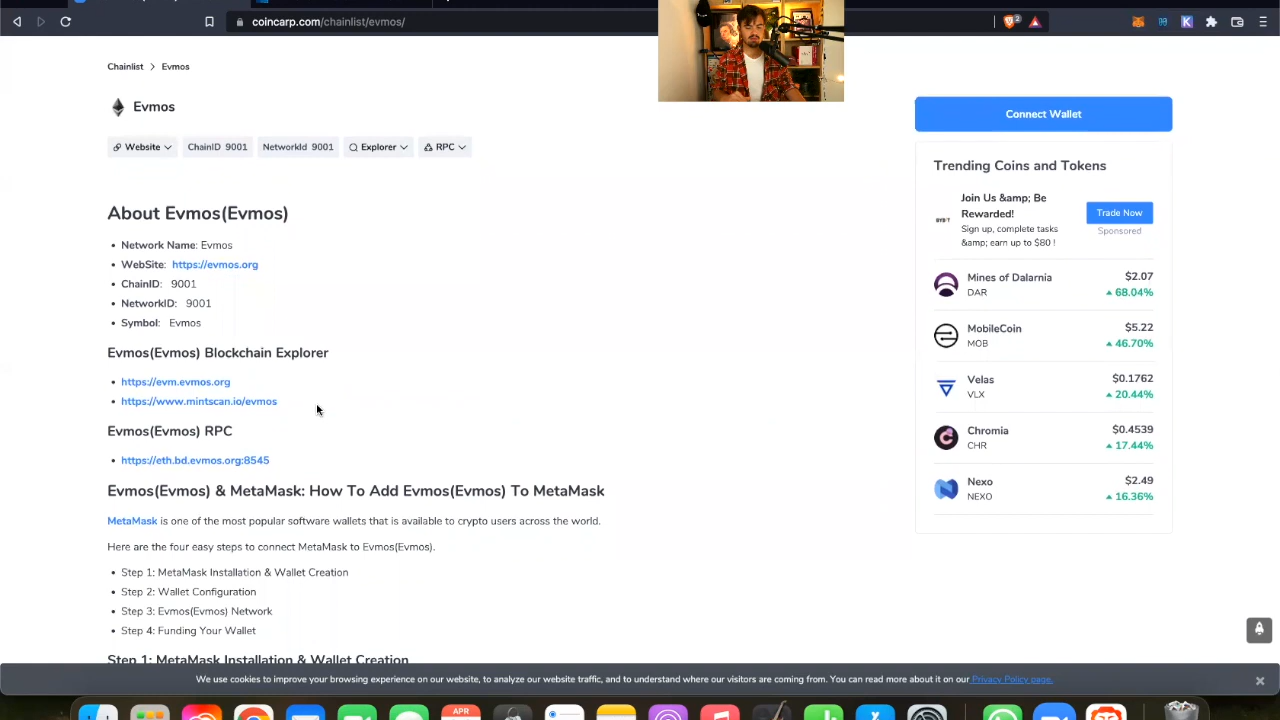 coincarp.com/chainlist/evmos/
2
Chainlist
Evmos
Evmos
Website
ChainID 9001
NetworkId 9001
Explorer
RPC
About Evmos(Evmos)
• Network Name: Evmos
• WebSite: https://evmos.org
• ChainID: 9001
• NetworkID: 9001
• Symbol: Evmos
Evmos(Evmos) Blockchain Explorer
• https://evm.evmos.org
• https://www.mintscan.io/evmos
Evmos(Evmos) RPC
• https://eth.bd.evmos.org:8545
Evmos(Evmos) & MetaMask: How To Add Evmos(Evmos) To MetaMask
MetaMask is one of the most popular software wallets that is available to crypto users across the world.
Here are the four easy steps to connect MetaMask to Evmos(Evmos).
• Step 1: MetaMask Installation & Wallet Creation
• Step 2: Wallet Configuration
• Step 3: Evmos(Evmos) Network
• Step 4: Funding Your Wallet
Step 1: MetaMask Installation & Wallet Creation
Connect Wallet
Trending Coins and Tokens
BYBIT
Join Us &amp; Be
Rewarded!
Sign up, complete tasks
&amp; earn up to $80 !
Trade Now
Sponsored
Mines of Dalarnia
DAR
$2.07
68.04%
MobileCoin
MOB
$5.22
46.70%
Velas
VLX
$0.1762
20.44%
Chromia
CHR
$0.4539
17.44%
Nexo
NEXO
$2.49
16.36%
We use cookies to improve your browsing experience on our website, to analyze our website traffic, and to understand where our visitors are coming from. You can read more about it on our Privacy Policy page.
APR